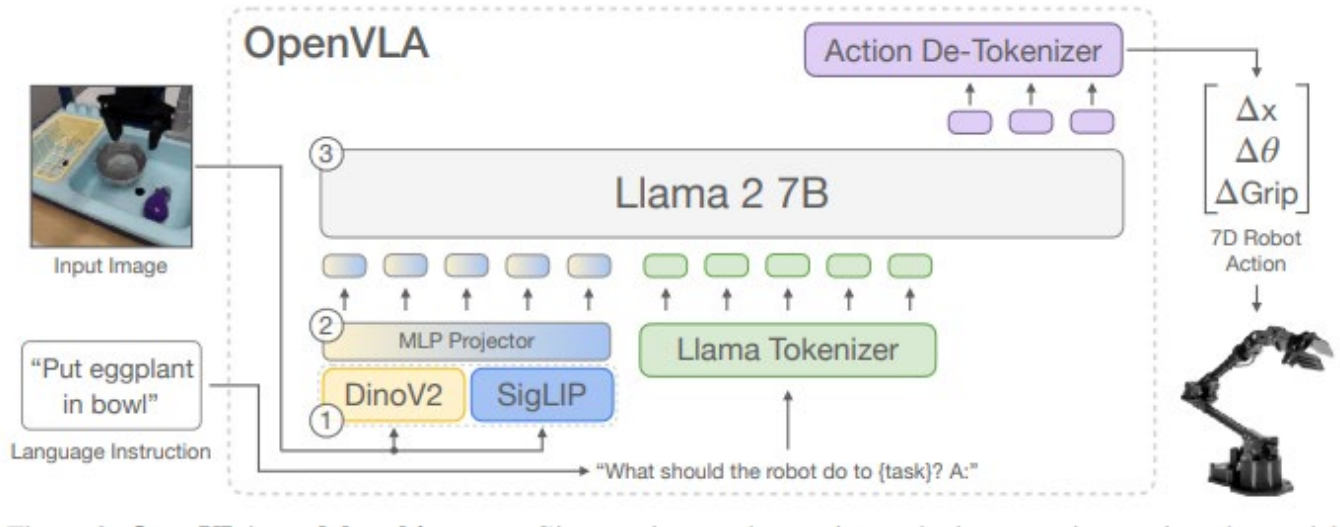 OpenVLA
Action De-Tokenizer
Δx
Δθ
ΔGrip
7D Robot
Action
3
Llama 2 7B
Input Image
2
MLP Projector
Llama Tokenizer
"Put eggplant
in bowl"
Language Instruction
1
DinoV2
SigLIP
"What should the robot do to {task}? A:"